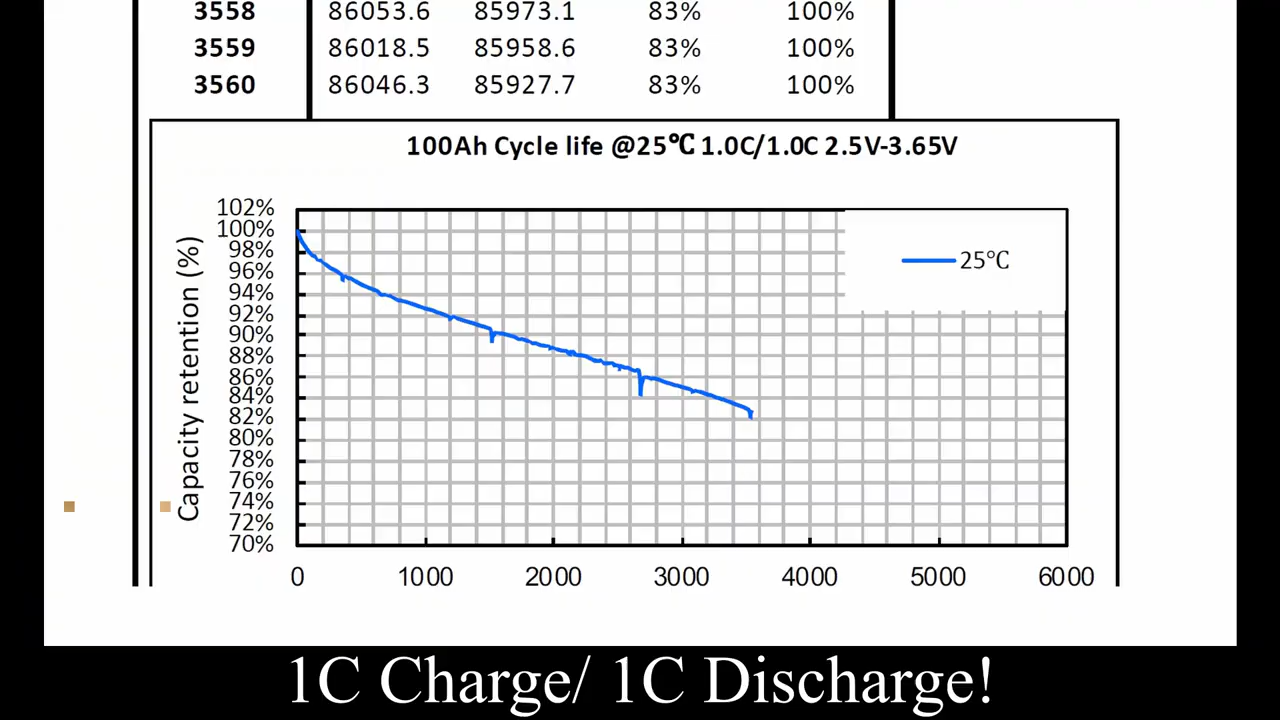 3558 86053.6 85973.1 83% 100%
3559 86018.5 85958.6 83% 100%
3560 86046.3 85927.7 83% 100%
100Ah Cycle life @25℃ 1.0C/1.0C 2.5V-3.65V
102%
100%
98%
96%
94%
92%
90%
88%
86%
84%
82%
80%
78%
76%
74%
72%
70%
Capacity retention (%)
25℃
0 1000 2000 3000 4000 5000 6000
1C Charge/ 1C Discharge!